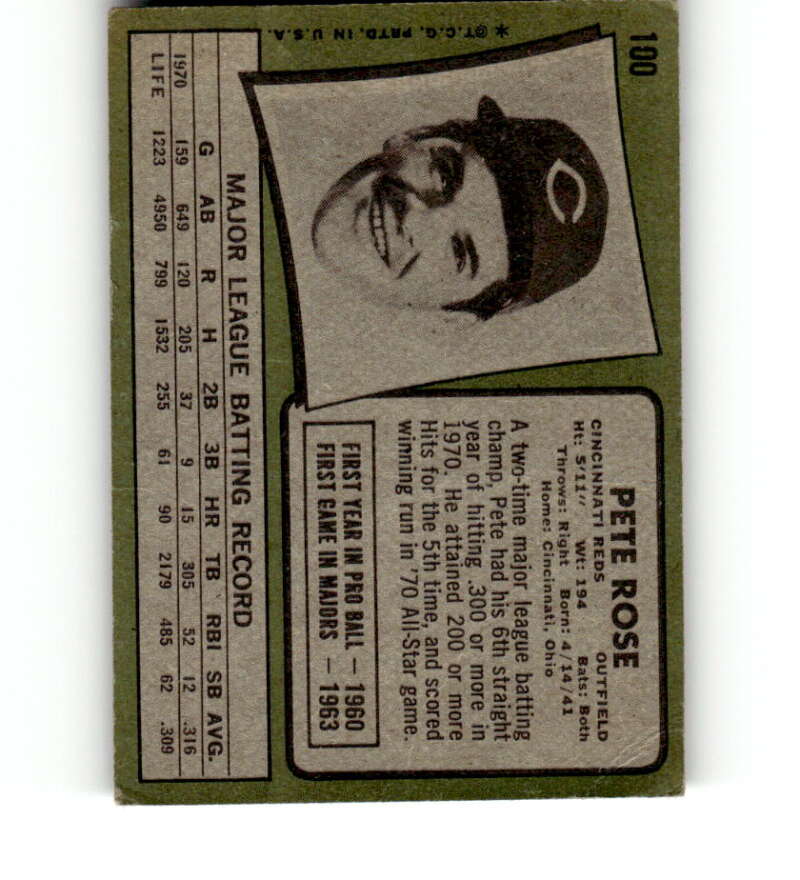 100
* ©T.C.G. PRTD. IN U.S.A.
C
PETE ROSE
CINCINNATI REDS OUTFIELD
Ht: 5'11" Wt: 194 Bats: Both
Throws: Right Born: 4/14/41
Home: Cincinnati, Ohio
A two-time major league batting
champ, Pete had his 6th straight
year of hitting .300 or more in
1970. He attained 200 or more
Hits for the 5th time, and scored
winning run in '70 All-Star game.
FIRST YEAR IN PRO BALL — 1960
FIRST GAME IN MAJORS — 1963
MAJOR LEAGUE BATTING RECORD
G AB R H 2B 3B HR TB RBI SB AVG.
1970 159 649 120 205 37 9 15 305 52 12 .316
LIFE 1223 4950 799 1532 255 61 90 2179 485 62 .309